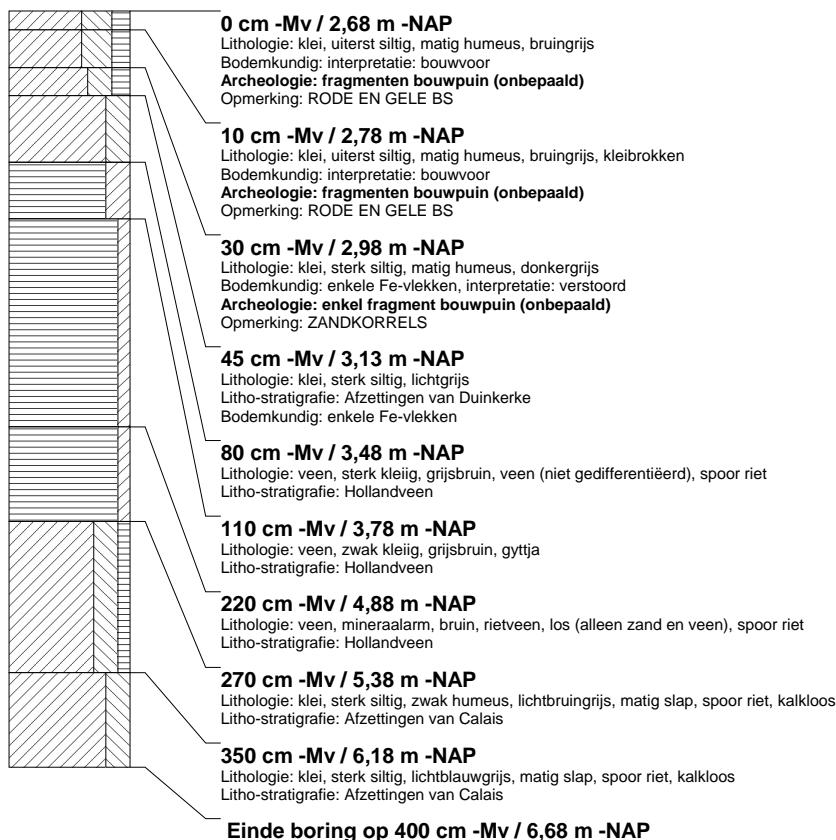 0 cm -Mv / 2,68 m -NAP
Lithologie: klei, uiterst siltig, matig humeus, bruingrijs
Bodemkundig: interpretatie: bouwvoor
Archeologie: fragmenten bouwpuin (onbepaald)
Opmerking: RODE EN GELE BS
10 cm -Mv / 2,78 m -NAP
Lithologie: klei, uiterst siltig, matig humeus, bruingrijs, kleibrokken
Bodemkundig: interpretatie: bouwvoor
Archeologie: fragmenten bouwpuin (onbepaald)
Opmerking: RODE EN GELE BS
30 cm -Mv / 2,98 m -NAP
Lithologie: klei, sterk siltig, matig humeus, donkergrijs
Bodemkundig: enkele Fe-vlekken, interpretatie: verstoord
Archeologie: enkel fragment bouwpuin (onbepaald)
Opmerking: ZANDKORRELS
45 cm -Mv / 3,13 m -NAP
Lithologie: klei, sterk siltig, lichtgrijs
Litho-stratigrafie: Afzettingen van Duinkerke
Bodemkundig: enkele Fe-vlekken
80 cm -Mv / 3,48 m -NAP
Lithologie: veen, sterk kleiig, grijsbruin, veen (niet gedifferentiëerd), spoor riet
Litho-stratigrafie: Hollandveen
110 cm -Mv / 3,78 m -NAP
Lithologie: veen, zwak kleiig, grijsbruin, gyttja
Litho-stratigrafie: Hollandveen
220 cm -Mv / 4,88 m -NAP
Lithologie: veen, mineraalarm, bruin, rietveen, los (alleen zand en veen), spoor riet
Litho-stratigrafie: Hollandveen
270 cm -Mv / 5,38 m -NAP
Lithologie: klei, sterk siltig, zwak humeus, lichtbruingrijs, matig slap, spoor riet, kalkloos
Litho-stratigrafie: Afzettingen van Calais
350 cm -Mv / 6,18 m -NAP
Lithologie: klei, sterk siltig, lichtblauwgrijs, matig slap, spoor riet, kalkloos
Litho-stratigrafie: Afzettingen van Calais
Einde boring op 400 cm -Mv / 6,68 m -NAP